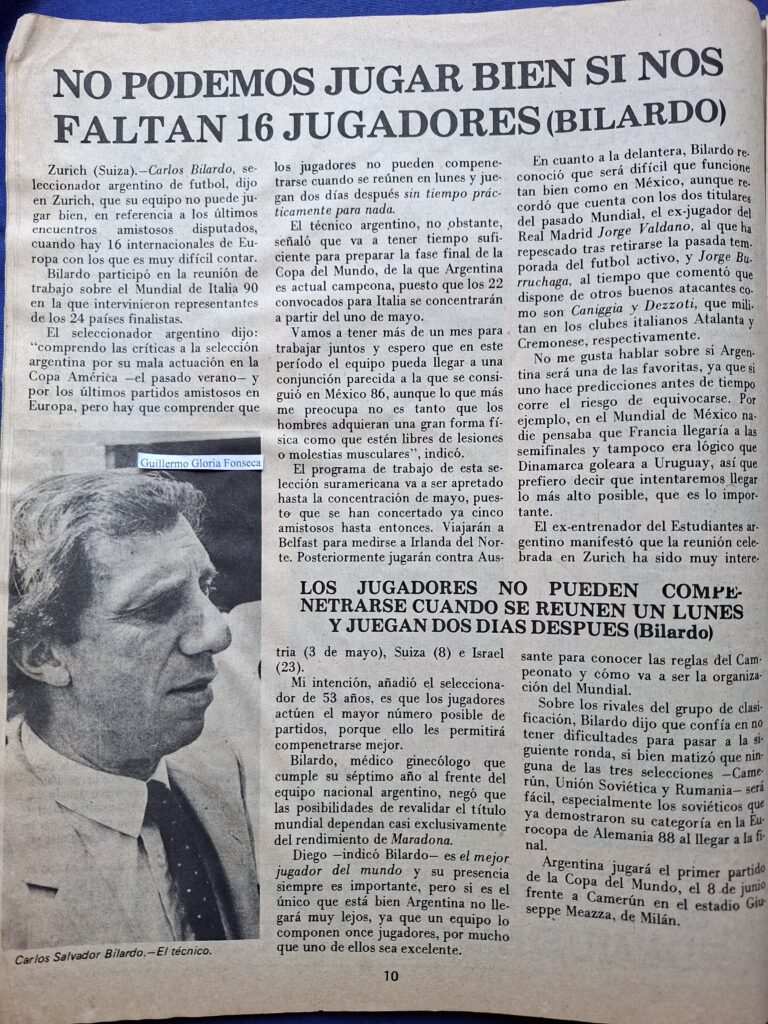 NO PODEMOS JUGAR BIEN SI NOS
FALTAN 16 JUGADORES (BILARDO)
Zurich (Suiza).—Carlos Bilardo, se-
leccionador argentino de futbol, dijo
en Zurich, que su equipo no puede ju-
gar bien, en referencia a los últimos
encuentros amistosos disputados,
cuando hay 16 internacionales de Eu-
ropa con los que es muy difícil contar.
Bilardo participó en la reunión de
trabajo sobre el Mundial de Italia 90
en la que intervinieron representantes
de los 24 países finalistas.
El seleccionador argentino dijo:
“comprendo las críticas a la selección
argentina por su mala actuación en la
Copa América —el pasado verano— y
por los últimos partidos amistosos en
Europa, pero hay que comprender que
Guillermo Gloria Fonseca
Carlos Salvador Bilardo.—El técnico.
los jugadores no pueden compene-
trarse cuando se reúnen en lunes y jue-
gan dos días después sin tiempo prác-
ticamente para nada.
El técnico argentino, no obstante,
señaló que va a tener tiempo sufi-
ciente para preparar la fase final de la
Copa del Mundo, de la que Argentina
es actual campeona, puesto que los 22
convocados para Italia se concentrarán
a partir del uno de mayo.
Vamos a tener más de un mes para
trabajar juntos y espero que en este
período el equipo pueda llegar a una
conjunción parecida a la que se consi-
guió en México 86, aunque lo que más
me preocupa no es tanto que los
hombres adquieran una gran forma fí-
sica como que estén libres de lesiones
o molestias musculares”, indicó.
El programa de trabajo de esta se-
lección suramericana va a ser apretado
hasta la concentración de mayo, pues-
to que se han concertado ya cinco
amistosos hasta entonces. Viajarán a
Belfast para medirse a Irlanda del Nor-
te. Posteriormente jugarán contra Aus-
En cuanto a la delantera, Bilardo re-
conoció que será difícil que funcione
tan bien como en México, aunque re-
cordó que cuenta con los dos titulares
del pasado Mundial, el ex-jugador del
Real Madrid Jorge Valdano, al que ha
repescado tras retirarse la pasada tem-
porada del futbol activo, y Jorge Bu-
rruchaga, al tiempo que comentó que
dispone de otros buenos atacantes co-
mo son Caniggia y Dezzoti, que mili-
tan en los clubes italianos Atalanta y
Cremonese, respectivamente.
No me gusta hablar sobre si Argen-
tina será una de las favoritas, ya que si
uno hace predicciones antes de tiempo
corre el riesgo de equivocarse. Por
ejemplo, en el Mundial de México na-
die pensaba que Francia llegaría a las
semifinales y tampoco era lógico que
Dinamarca goleara a Uruguay, así que
prefiero decir que intentaremos llegar
lo más alto posible, que es lo impor-
tante.
El ex-entrenador del Estudiantes ar-
gentino manifestó que la reunión cele-
brada en Zurich ha sido muy intere-
LOS JUGADORES NO PUEDEN COMPE-
NETRARSE CUANDO SE REUNEN UN LUNES
Y JUEGAN DOS DIAS DESPUES (Bilardo)
tria (3 de mayo), Suiza (8) e Israel
(23).
Mi intención, añadió el selecciona-
dor de 53 años, es que los jugadores
actúen el mayor número posible de
partidos, porque ello les permitirá
compenetrarse mejor.
Bilardo, médico ginecólogo que
cumple su séptimo año al frente del
equipo nacional argentino, negó que
las posibilidades de revalidar el título
mundial dependan casi exclusivamente
del rendimiento de Maradona.
Diego —indicó Bilardo— es el mejor
jugador del mundo y su presencia
siempre es importante, pero si es el
único que está bien Argentina no lle-
gará muy lejos, ya que un equipo lo
componen once jugadores, por mucho
que uno de ellos sea excelente.
sante para conocer las reglas del Cam-
peonato y cómo va a ser la organiza-
ción del Mundial.
Sobre los rivales del grupo de clasi-
ficación, Bilardo dijo que confía en no
tener dificultades para pasar a la si-
guiente ronda, si bien matizó que nin-
guna de las tres selecciones —Came-
rún, Unión Soviética y Rumania— será
fácil, especialmente los soviéticos que
ya demostraron su categoría en la Eu-
rocopa de Alemania 88 al llegar a la fi-
nal.
Argentina jugará el primer partido
de la Copa del Mundo, el 8 de junio
frente a Camerún en el estadio Giu-
seppe Meazza, de Milán.
10